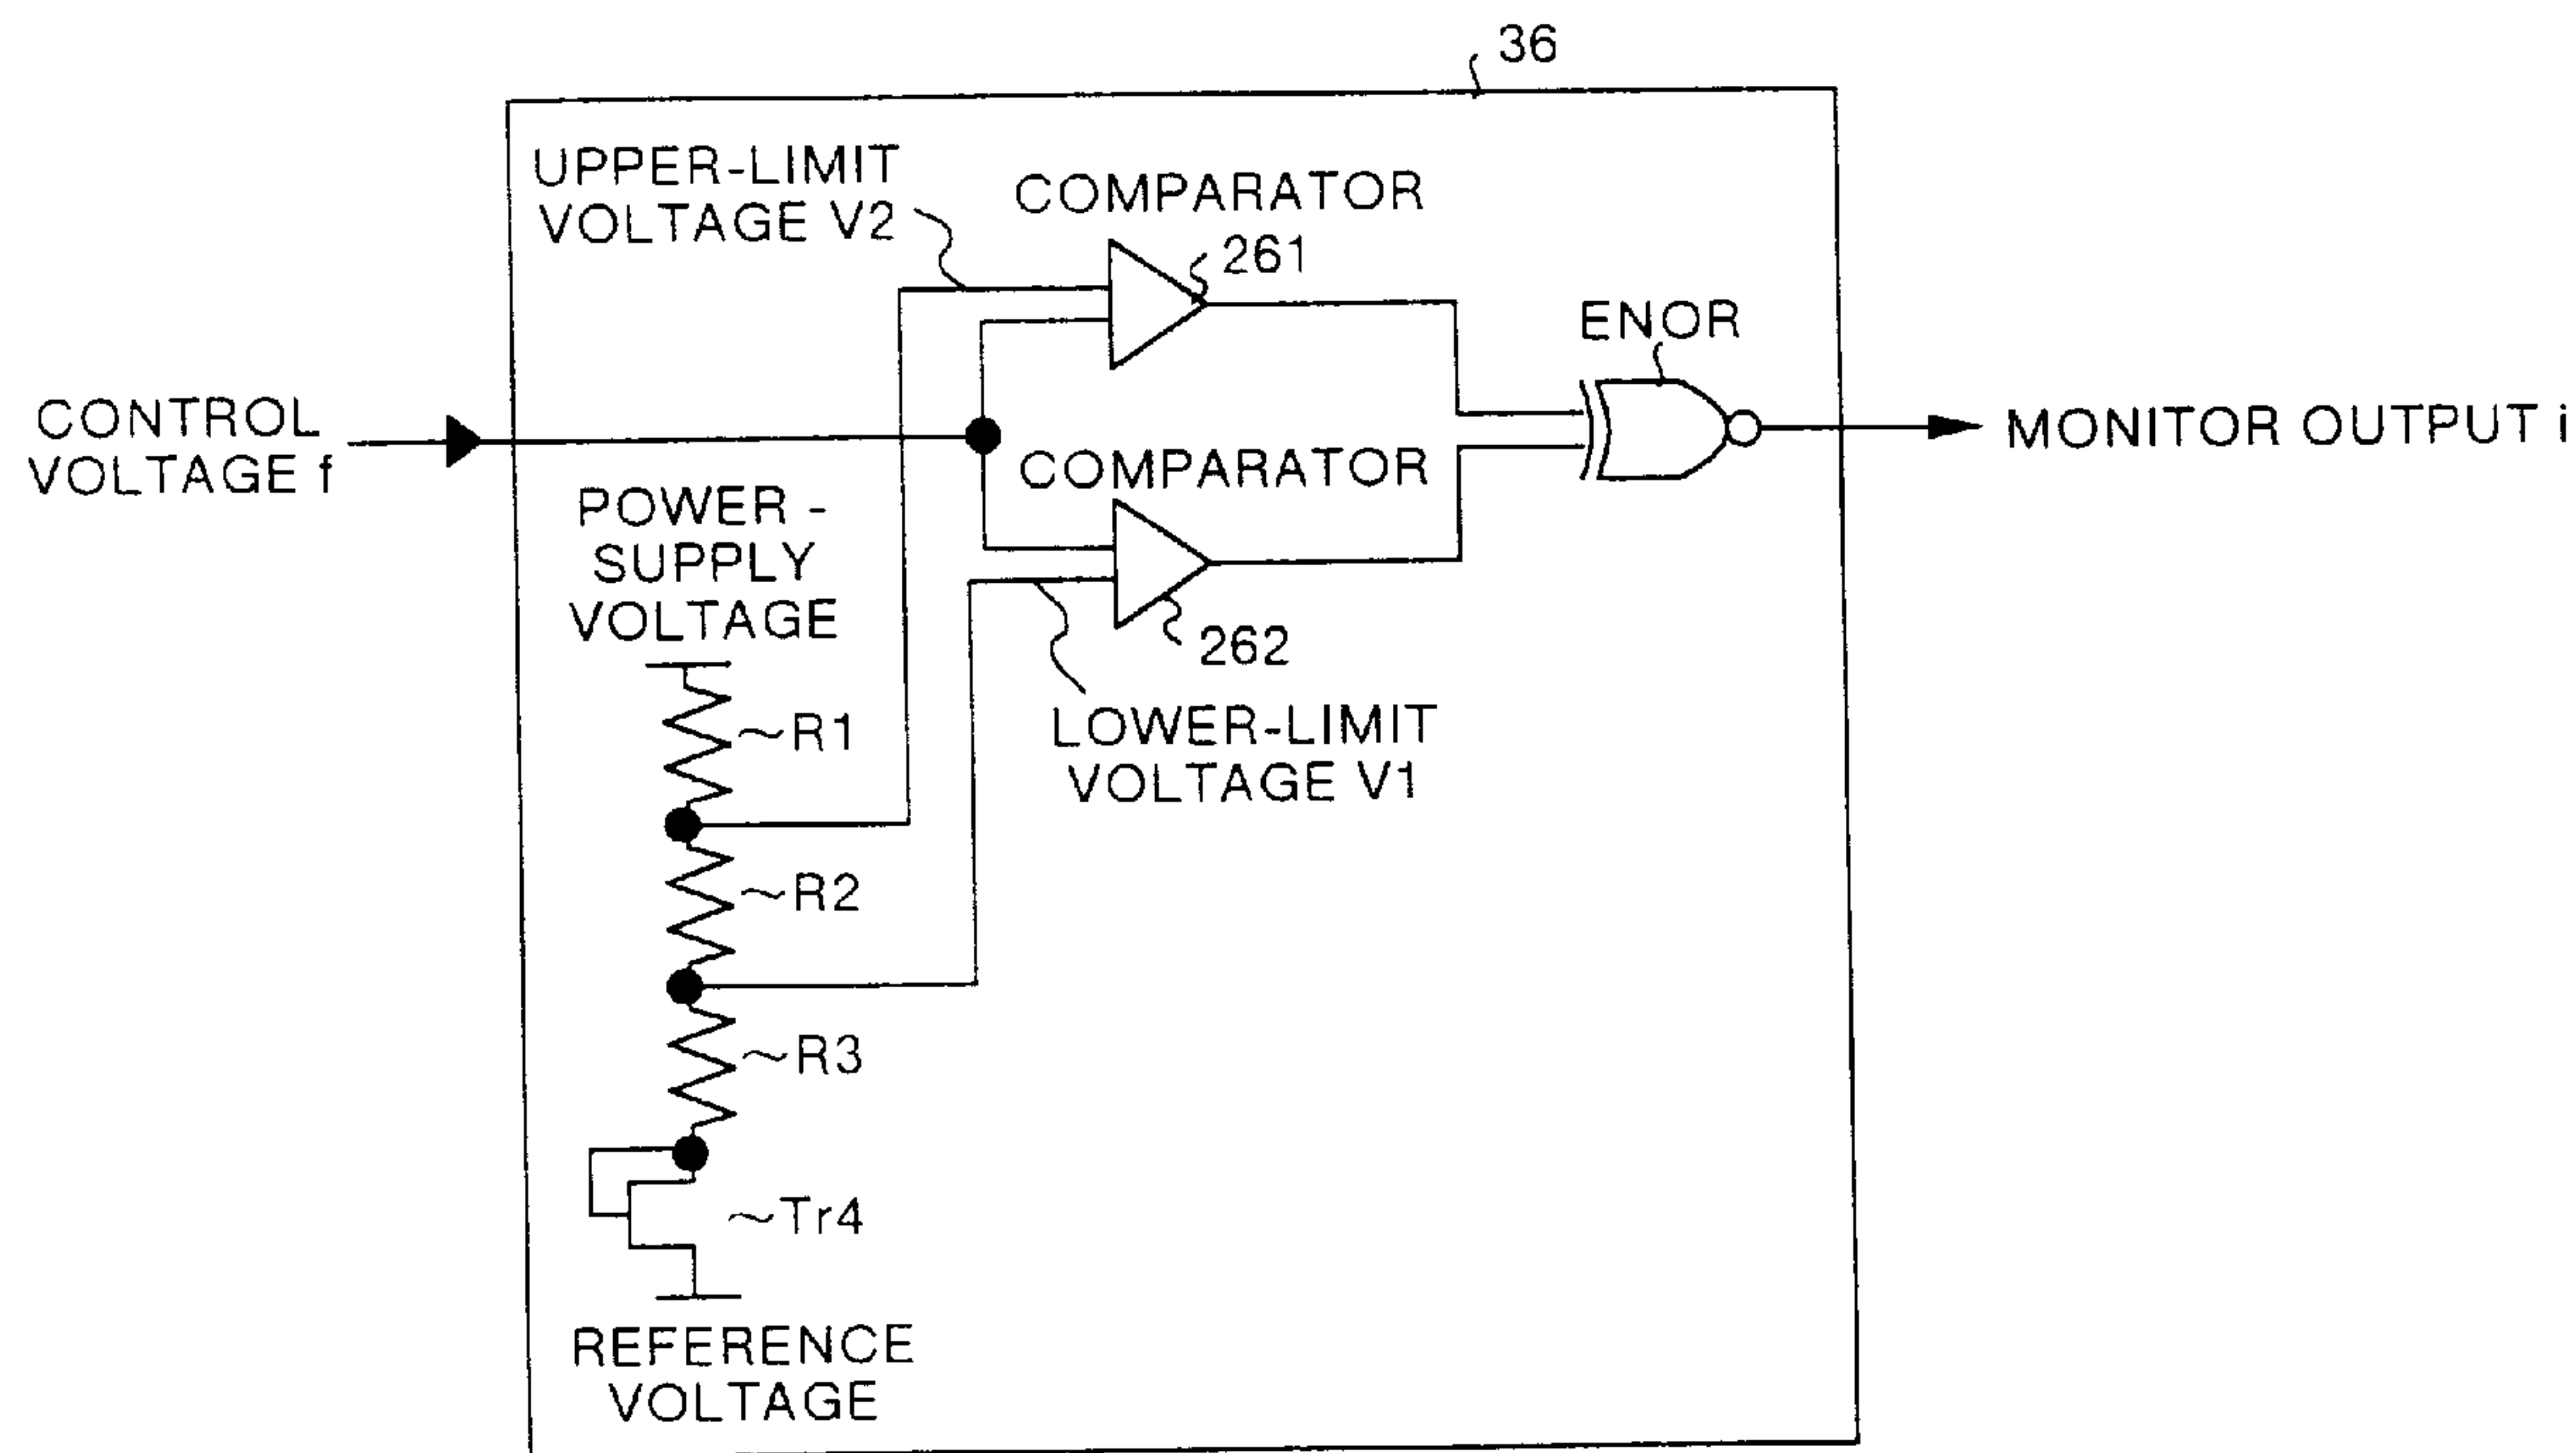 36
UPPER-LIMIT
VOLTAGE V2
COMPARATOR
261
ENOR
CONTROL
VOLTAGE f
MONITOR OUTPUT i
COMPARATOR
POWER -
SUPPLY
VOLTAGE
262
~R1
LOWER-LIMIT
VOLTAGE V1
~R2
~R3
~Tr4
REFERENCE
VOLTAGE